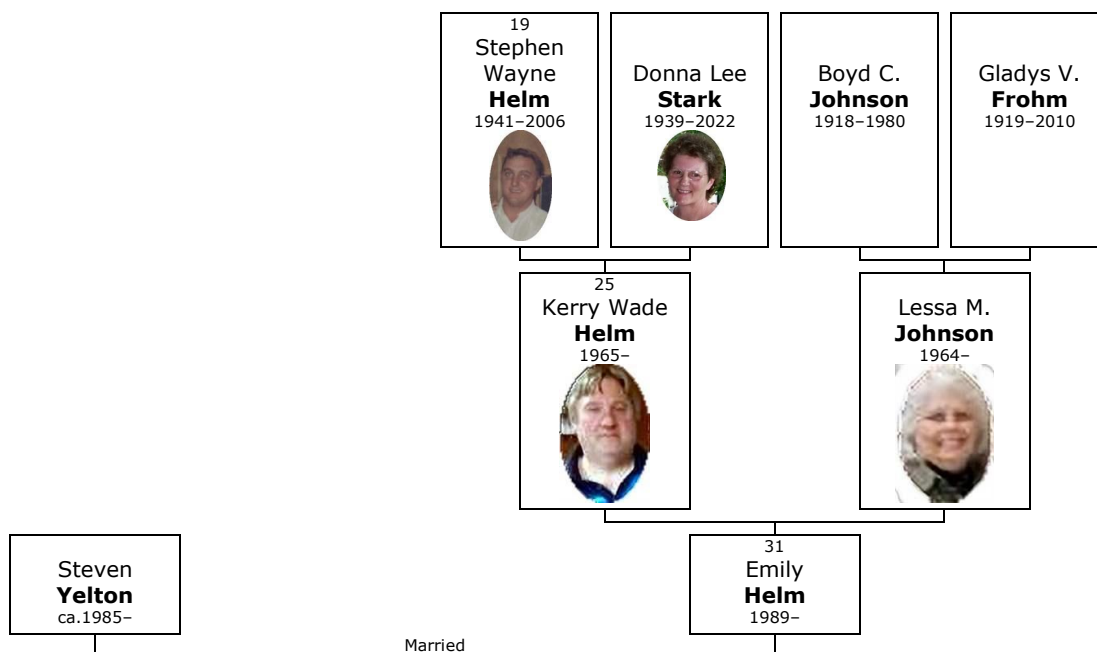 19
Stephen
Wayne
Helm
1941–2006
Donna Lee
Stark
1939–2022
Boyd C.
Johnson
1918–1980
Gladys V.
Frohm
1919–2010
25
Kerry Wade
Helm
1965–
Lessa M.
Johnson
1964–
Steven
Yelton
ca.1985–
31
Emily
Helm
1989–
Married